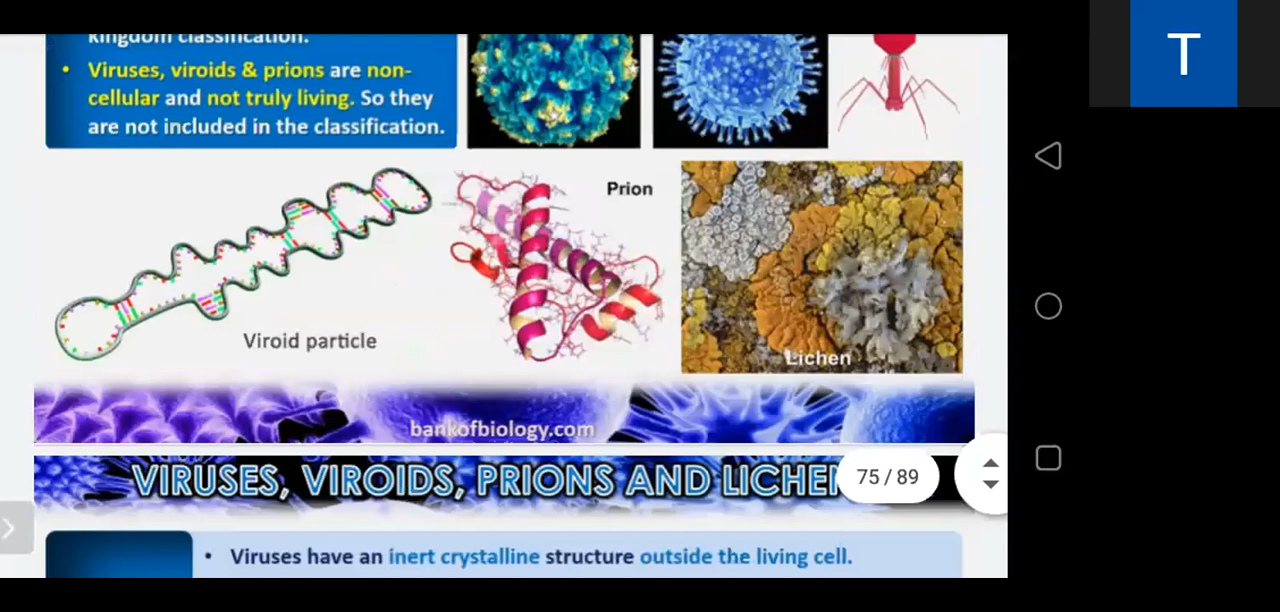 kingdom classification.
• Viruses, viroids & prions are non-
cellular and not truly living. So they
are not included in the classification.
Prion
Viroid particle
Lichen
bankofbiology.com
VIRUSES, VIROIDS, PRIONS AND LICHEN
75 / 89
• Viruses have an inert crystalline structure outside the living cell.
T